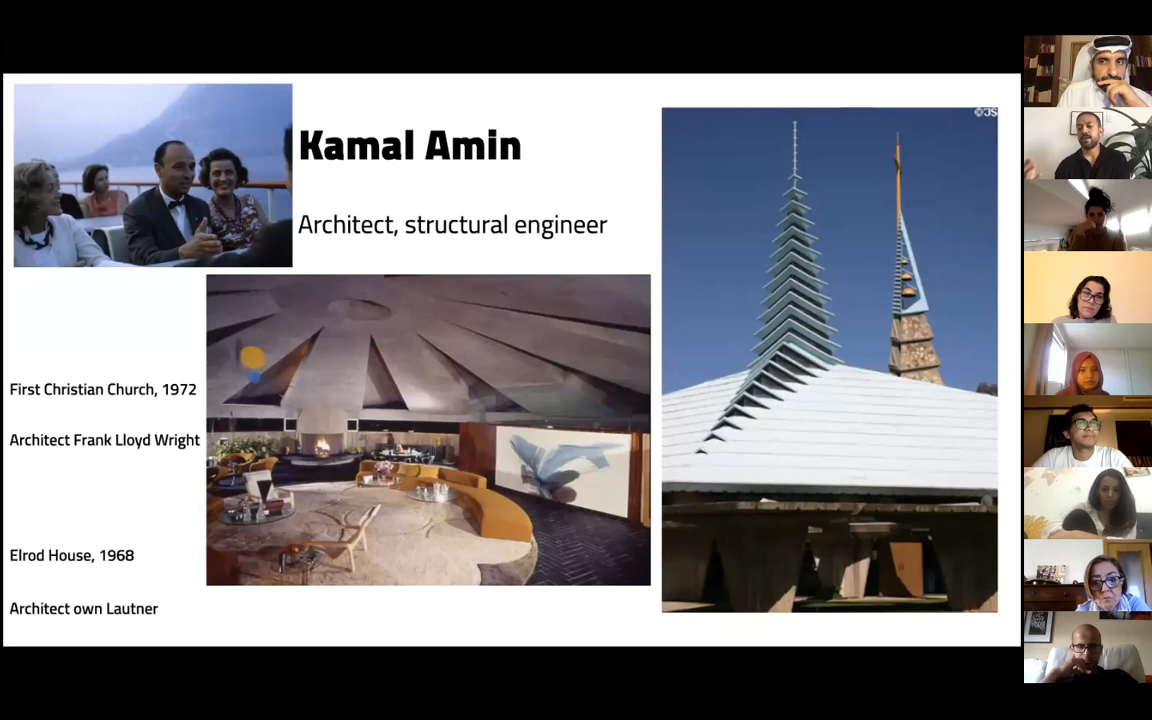 Kamal Amin
Architect, structural engineer
©JS
First Christian Church, 1972
Architect Frank Lloyd Wright
Elrod House, 1968
Architect own Lautner